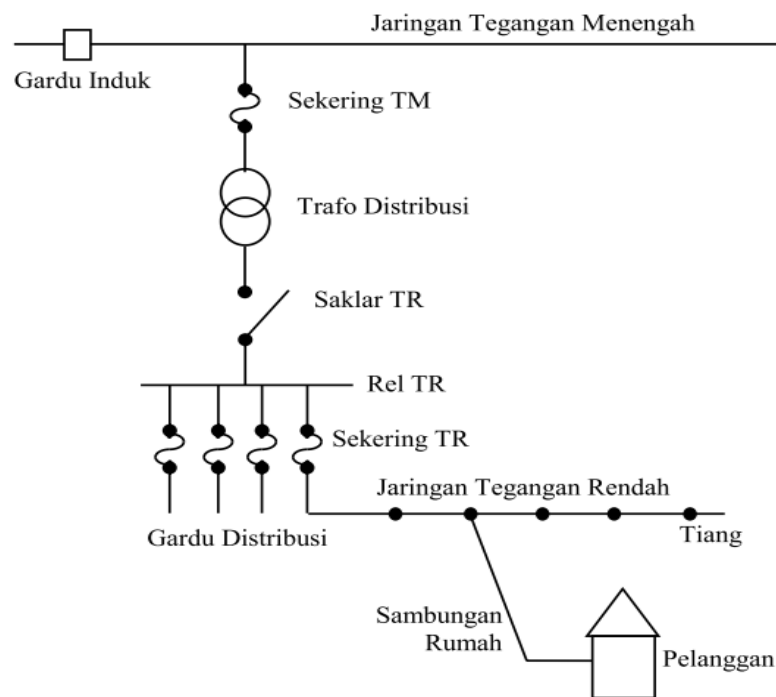 Jaringan Tegangan Menengah
Gardu Induk
Sekering TM
Trafo Distribusi
Saklar TR
Rel TR
Sekering TR
Jaringan Tegangan Rendah
Gardu Distribusi
Tiang
Sambungan
Rumah
Pelanggan